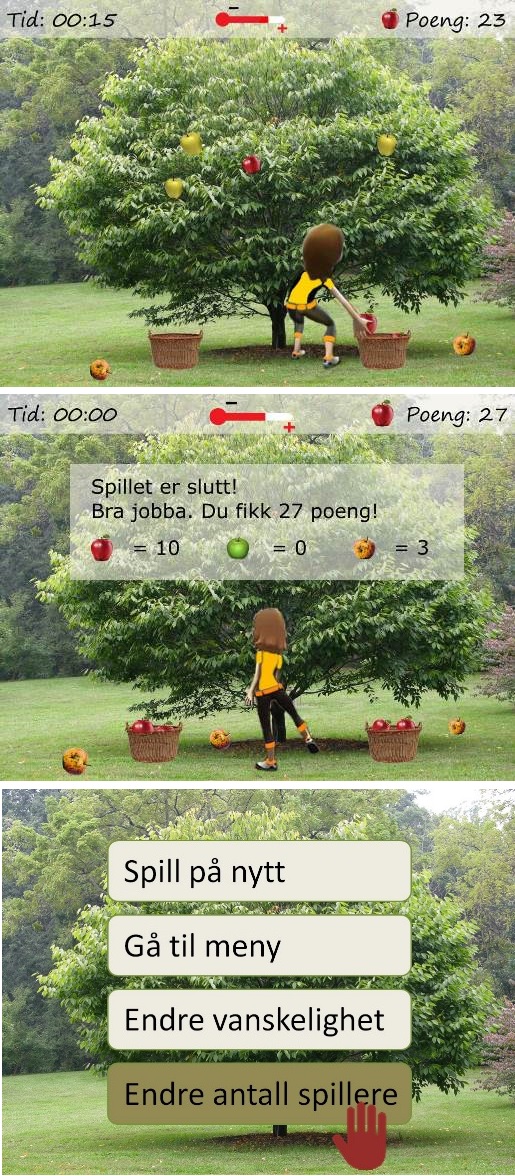 Tid: 00:15
Poeng: 23
Tid: 00:00
Poeng: 27
Spillet er slutt!
Bra jobba. Du fikk 27 poeng!
= 10 = 0 = 3
Spill på nytt
Gå til meny
Endre vanskelighet
Endre antall spillere